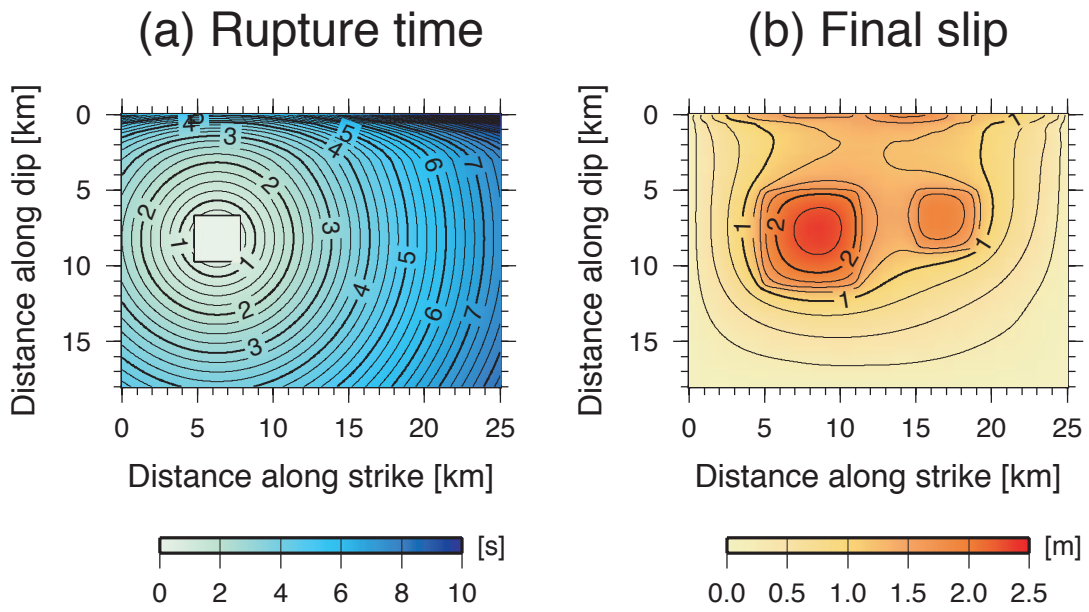 (a) Rupture time
(b) Final slip
Distance along dip [km]
0
5
10
15
0 5 10 15 20 25
Distance along strike [km]
4 3 5
4 6 7
2 2
1 3 5
1 4
2 6 7
3
0 2 4 6 8 10 [s]
Distance along dip [km]
0
5
10
15
0 5 10 15 20 25
Distance along strike [km]
1
1 2 1
2
1
0.0 0.5 1.0 1.5 2.0 2.5 [m]